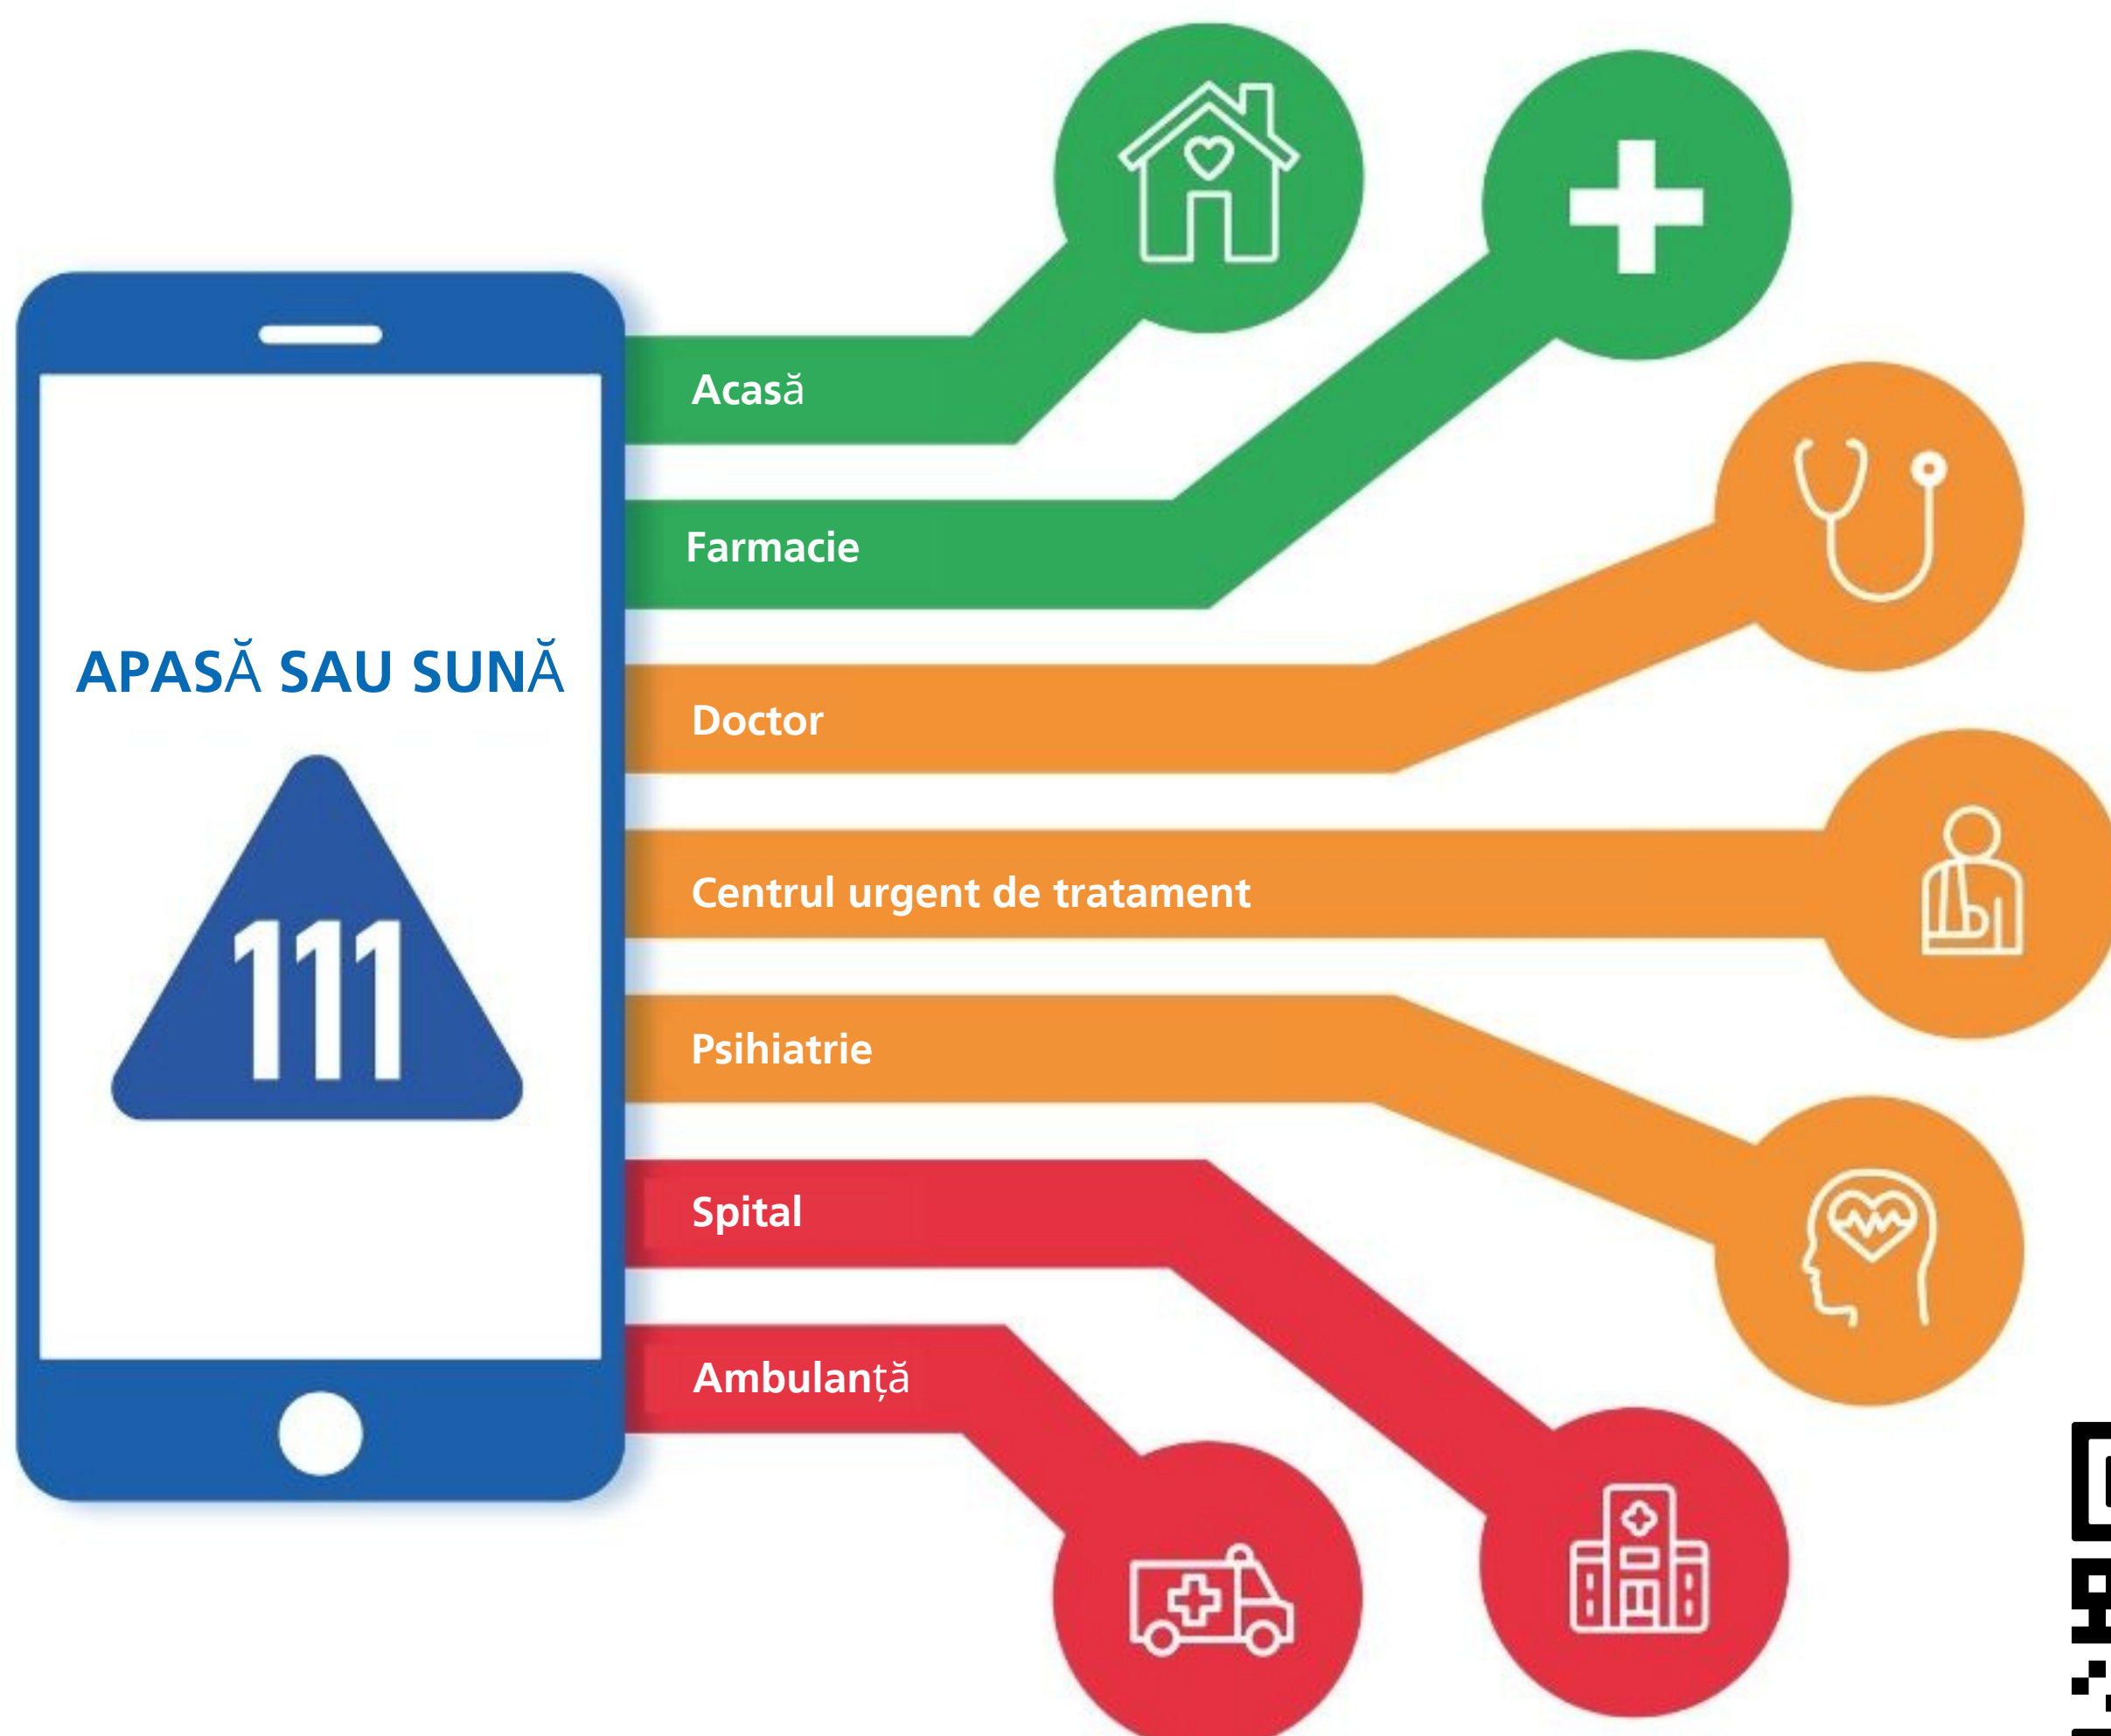 APASĂ SAU SUNĂ
111
Acasă
Farmacie
Doctor
Centrul urgent de tratament
Psihiatrie
Spital
Ambulanță